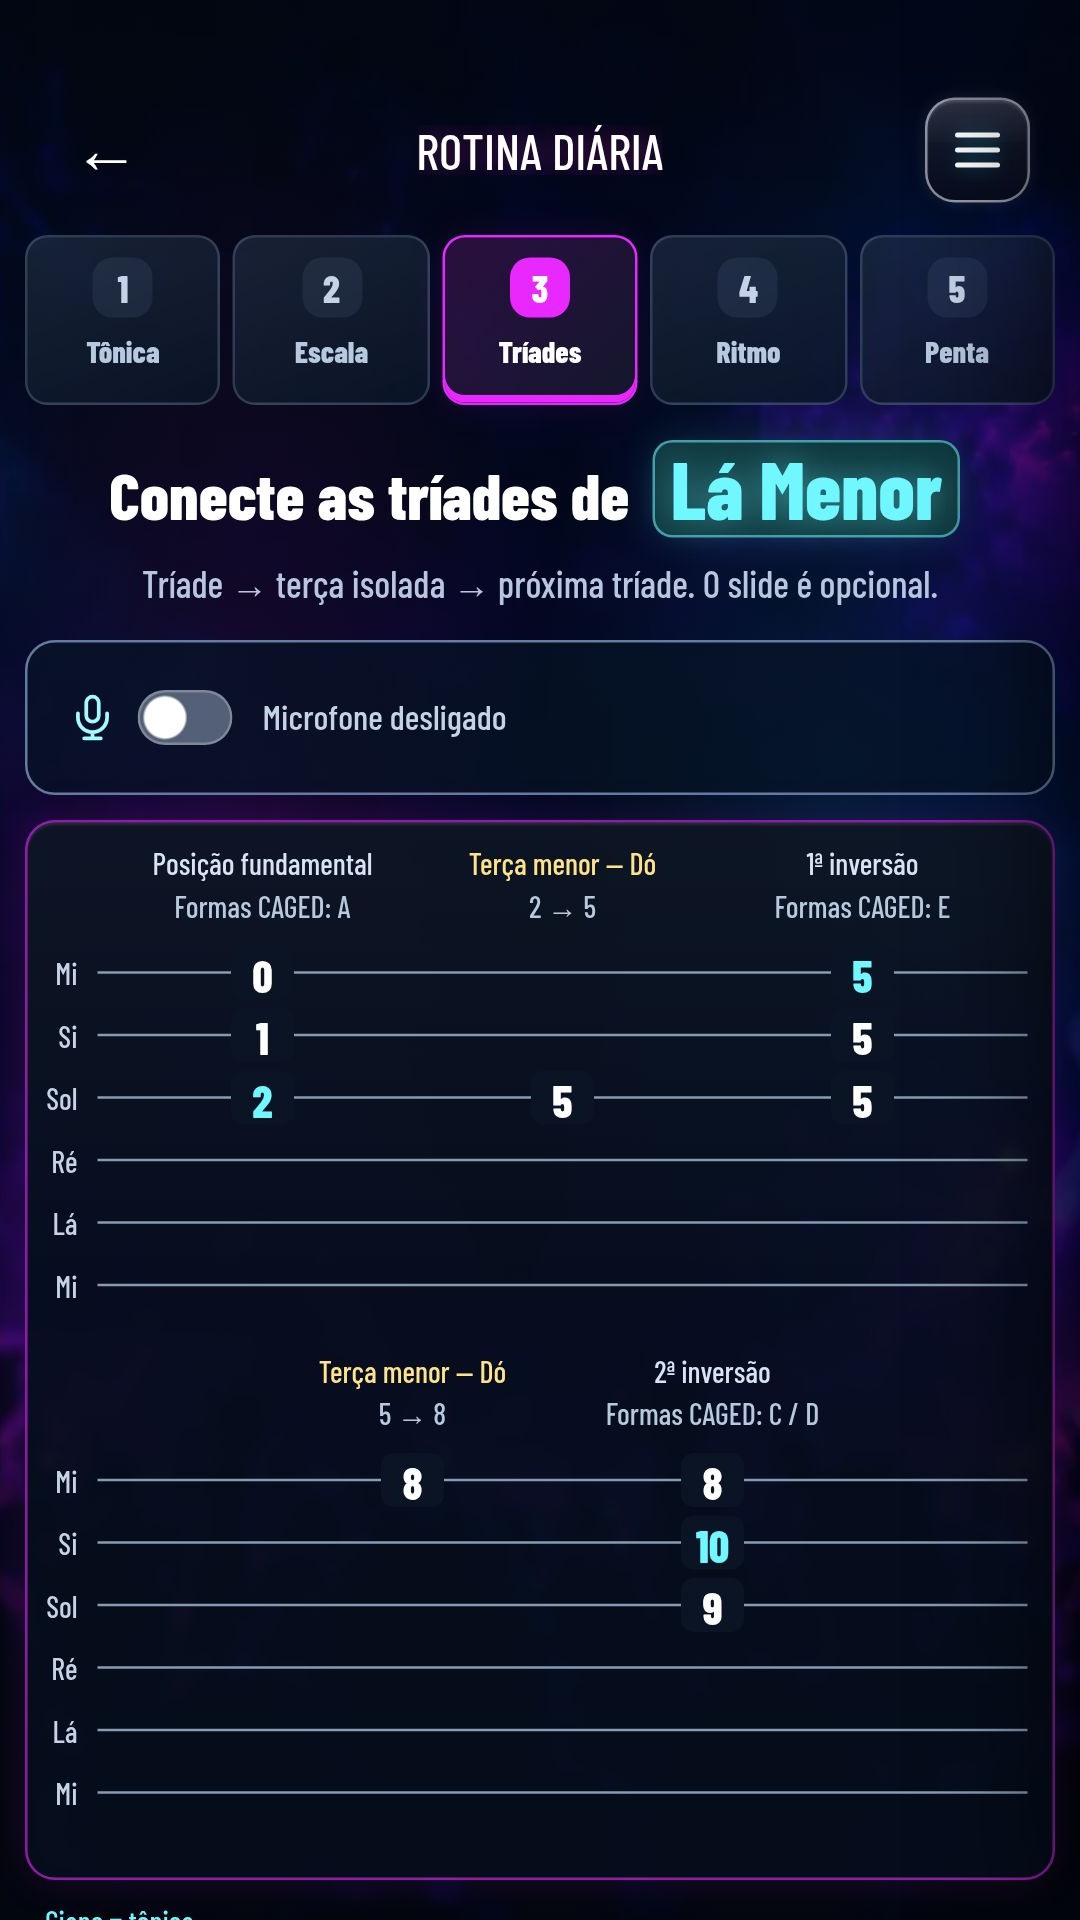 ←
ROTINA DIÁRIA
1
Tônica
2
Escala
3
Tríades
4
Ritmo
5
Penta
Conecte as tríades de Lá Menor
Tríade → terça isolada → próxima tríade. O slide é opcional.
Microfone desligado
Posição fundamental Terça menor – Dó 1ª inversão
Formas CAGED: A 2 → 5 Formas CAGED: E
Mi 0 5
Si 1 5
Sol 2 5 5
Ré
Lá
Mi
Terça menor – Dó 2ª inversão
5 → 8 Formas CAGED: C / D
Mi 8 8
Si 10
Sol 9
Ré
Lá
Mi